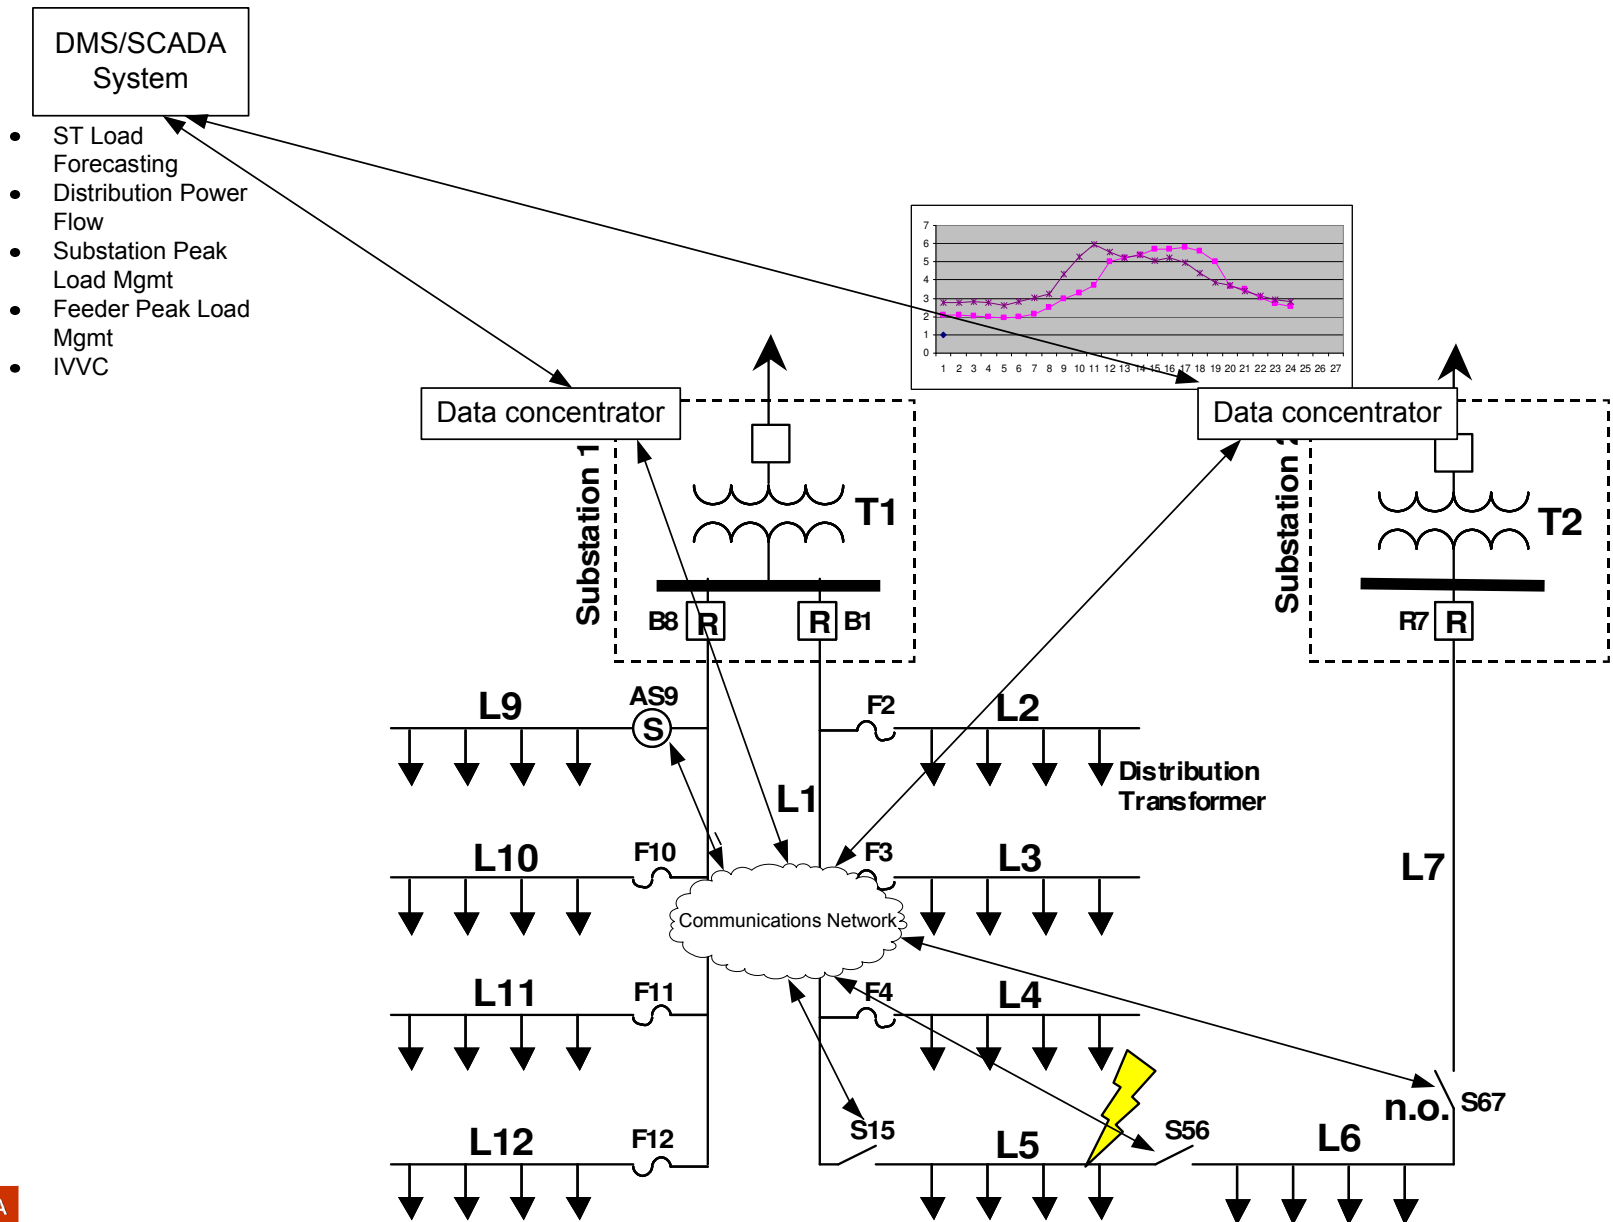 DMS/SCADA
System
• ST Load
Forecasting
• Distribution Power
Flow
• Substation Peak
Load Mgmt
• Feeder Peak Load
Mgmt
• IVVC
7
6
5
4
3
2
1
0
1 2 3 4 5 6 7 8 9 10 11 12 13 14 15 16 17 18 19 20 21 22 23 24 25 26 27
Data concentrator
Data concentrator
Substation 1
T1
Substation 2
T2
B8 R
R B1
R7 R
L9
AS9
S
F2
L2
Distribution
Transformer
L1
L10
F10
F3
L3
L7
Communications Network
L11
F11
F4
L4
n.o.
S67
L12
F12
S15
L5
S56
L6
A